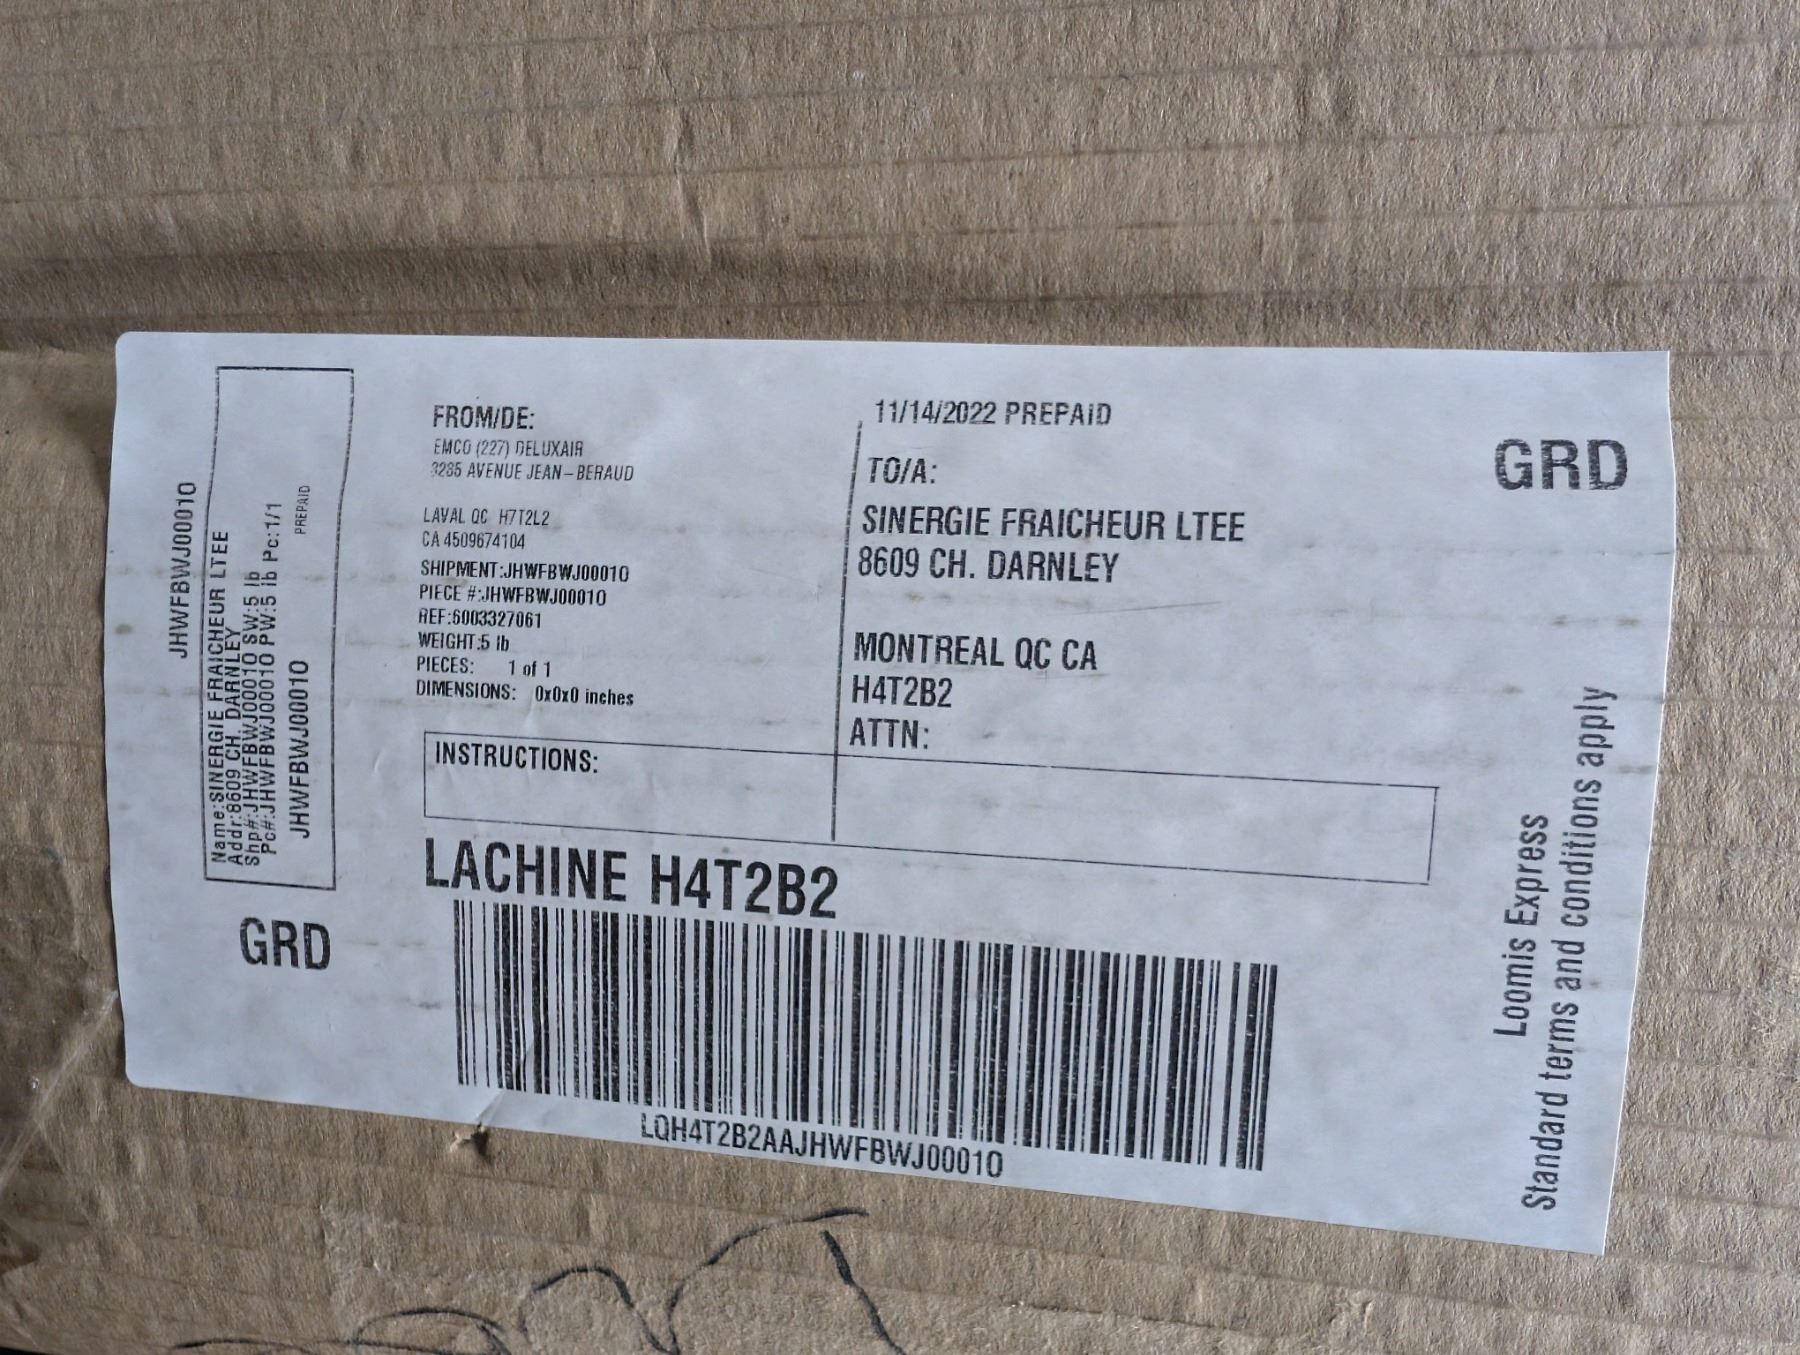 JHWFBWJ00010
Name:SINERGIE FRAICHEUR LTEE
Addr:8609 CH. DARNLEY
Shp#:JHWFBWJ00010 SW:5 lb
Pc#:JHWFBWJ00010 PW:5 lb Pc:1/1
JHWFBWJ00010
PREPAID
GRD
FROM/DE:
EMCO (227) DELUXAIR
3285 AVENUE JEAN-BERAUD
LAVAL QC H7T2L2
CA 4509674104
SHIPMENT:JHWFBWJ00010
PIECE #:JHWFBWJ00010
REF:6003327061
WEIGHT:5 lb
PIECES: 1 of 1
DIMENSIONS: 0x0x0 inches
11/14/2022 PREPAID
TO/A:
SINERGIE FRAICHEUR LTEE
8609 CH. DARNLEY
MONTREAL QC CA
H4T2B2
ATTN:
GRD
INSTRUCTIONS:
LACHINE H4T2B2
LQH4T2B2AAJHWFBWJ00010
Loomis Express
Standard terms and conditions apply